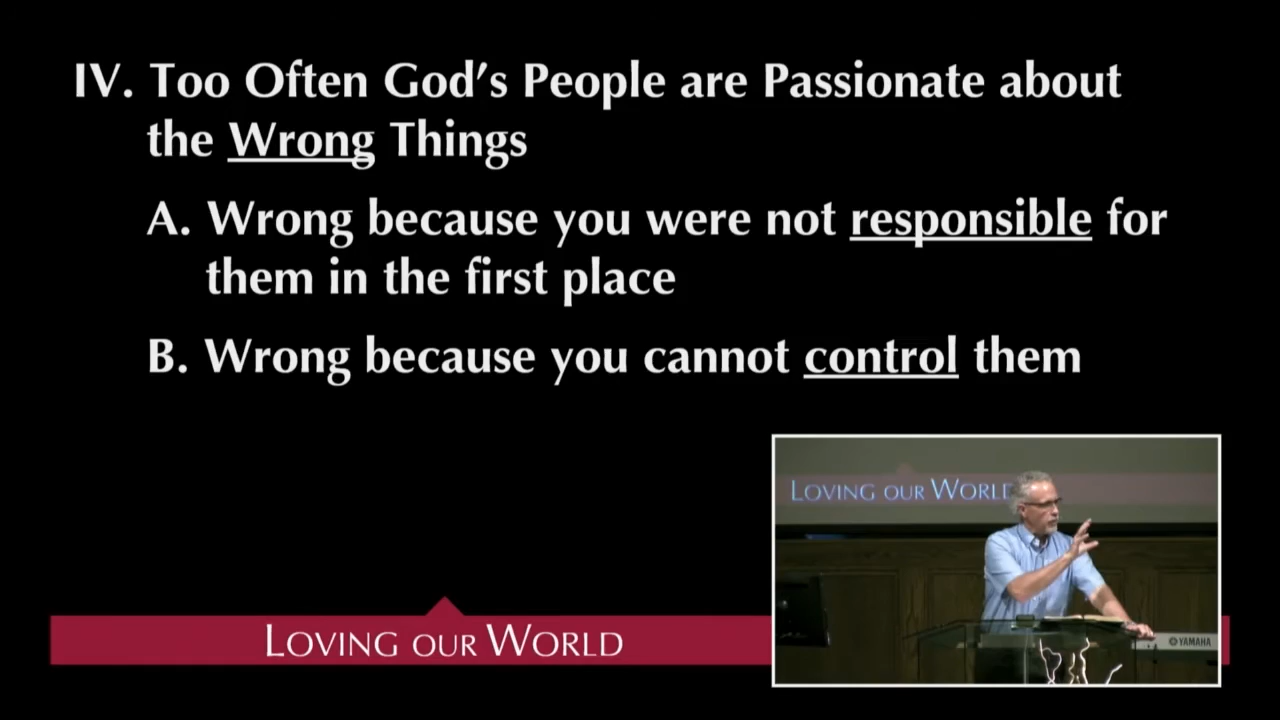 IV. Too Often God's People are Passionate about
the Wrong Things
A. Wrong because you were not responsible for
them in the first place
B. Wrong because you cannot control them
LOVING OUR WORLD
LOVING OUR WORLD
YAMAHA